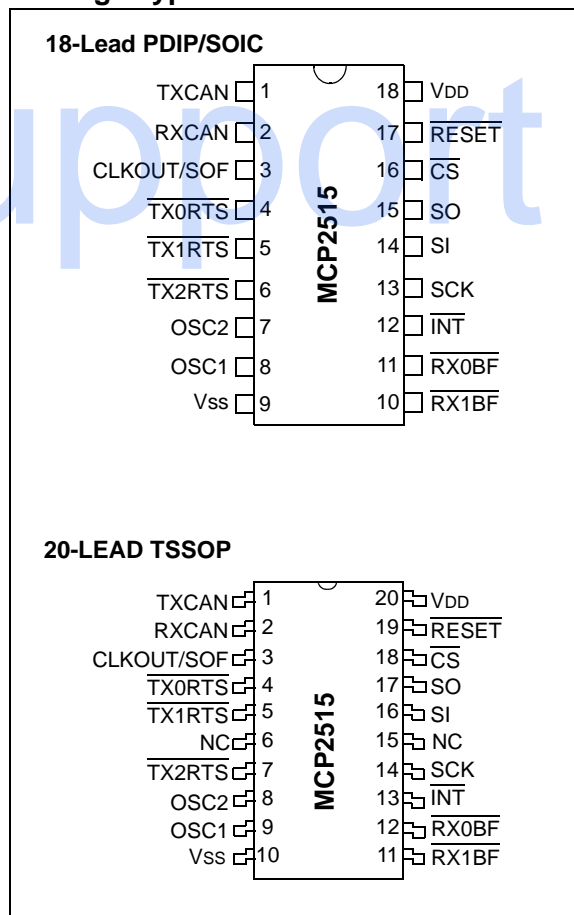 18-Lead PDIP/SOIC
TXCAN 1 18 VDD
RXCAN 2 17 RESET
CLKOUT/SOF 3 16 CS
TX0RTS 4 15 SO
TX1RTS 5 14 SI
TX2RTS 6 13 SCK
OSC2 7 12 INT
OSC1 8 11 RX0BF
Vss 9 10 RX1BF
MCP2515
20-LEAD TSSOP
TXCAN 1 20 VDD
RXCAN 2 19 RESET
CLKOUT/SOF 3 18 CS
TX0RTS 4 17 SO
TX1RTS 5 16 SI
NC 6 15 NC
TX2RTS 7 14 SCK
OSC2 8 13 INT
OSC1 9 12 RX0BF
Vss 10 11 RX1BF
MCP2515
upport